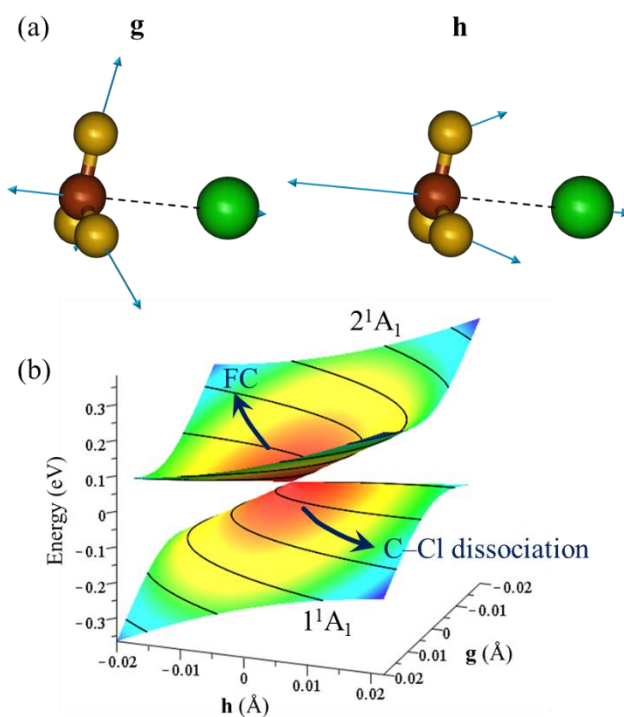 (a) g h
(b)
2¹A₁
FC
C–Cl dissociation
1¹A₁
Energy (eV)
0.3
0.2
0.1
0
−0.1
−0.2
−0.3
−0.02
−0.01
0
0.01
0.02
h (Å)
−0.02
−0.01
0
0.01
0.02
g (Å)